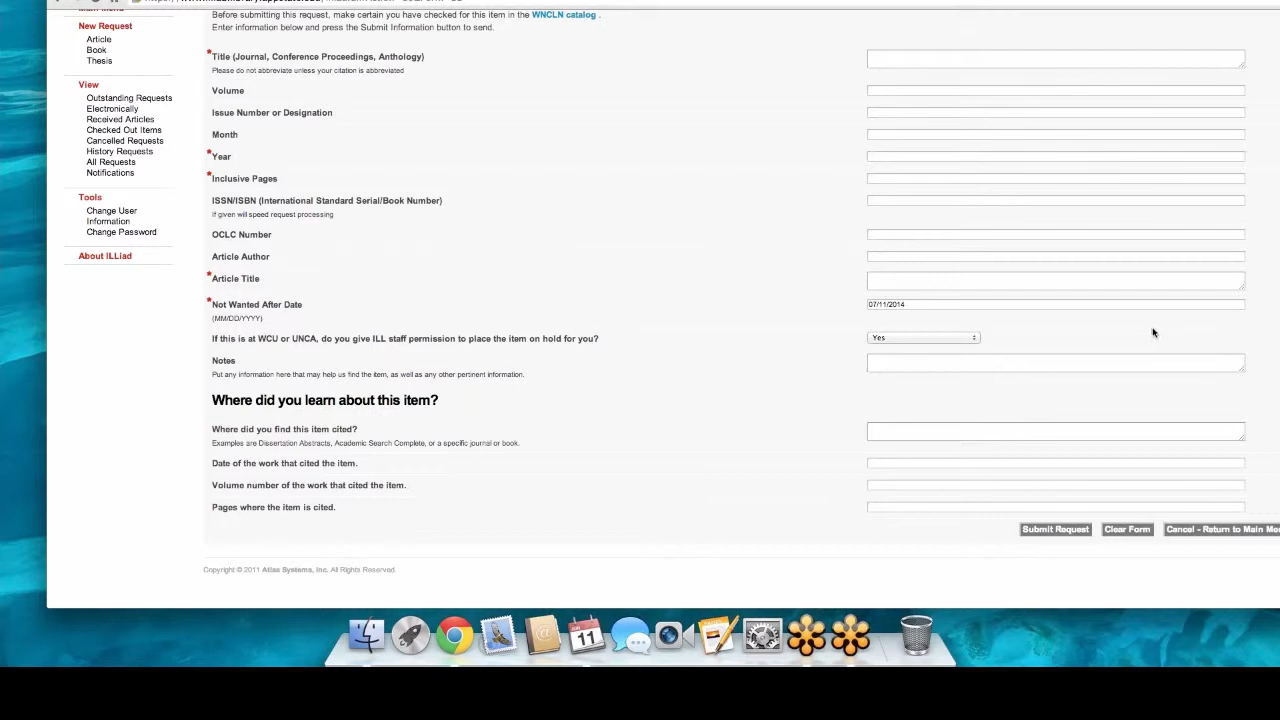 New Request
Article
Book
Thesis
View
Outstanding Requests
Electronically
Received Articles
Checked Out Items
Cancelled Requests
History Requests
All Requests
Notifications
Tools
Change User
Information
Change Password
About ILLiad
Before submitting this request, make certain you have checked for this item in the WNCLN catalog .
Enter information below and press the Submit Information button to send.
*Title (Journal, Conference Proceedings, Anthology)
Please do not abbreviate unless your citation is abbreviated
Volume
Issue Number or Designation
Month
*Year
*Inclusive Pages
ISSN/ISBN (International Standard Serial/Book Number)
If given will speed request processing
OCLC Number
Article Author
*Article Title
*Not Wanted After Date 07/11/2014
(MM/DD/YYYY)
If this is at WCU or UNCA, do you give ILL staff permission to place the item on hold for you? Yes
Notes
Put any information here that may help us find the item, as well as any other pertinent information.
Where did you learn about this item?
Where did you find this item cited?
Examples are Dissertation Abstracts, Academic Search Complete, or a specific journal or book.
Date of the work that cited the item.
Volume number of the work that cited the item.
Pages where the item is cited.
Submit Request Clear Form Cancel - Return to Main
Copyright © 2011 Atlas Systems, Inc. All Rights Reserved.
11